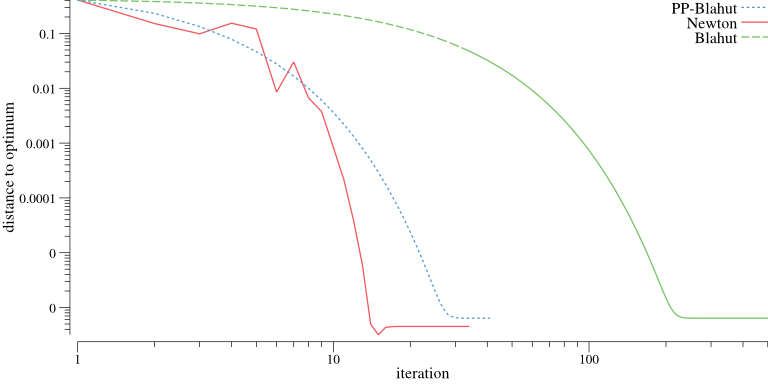 PP-Blahut
Newton
Blahut
distance to optimum
0.1
0.01
0.001
0.0001
0
0
1
10
100
iteration